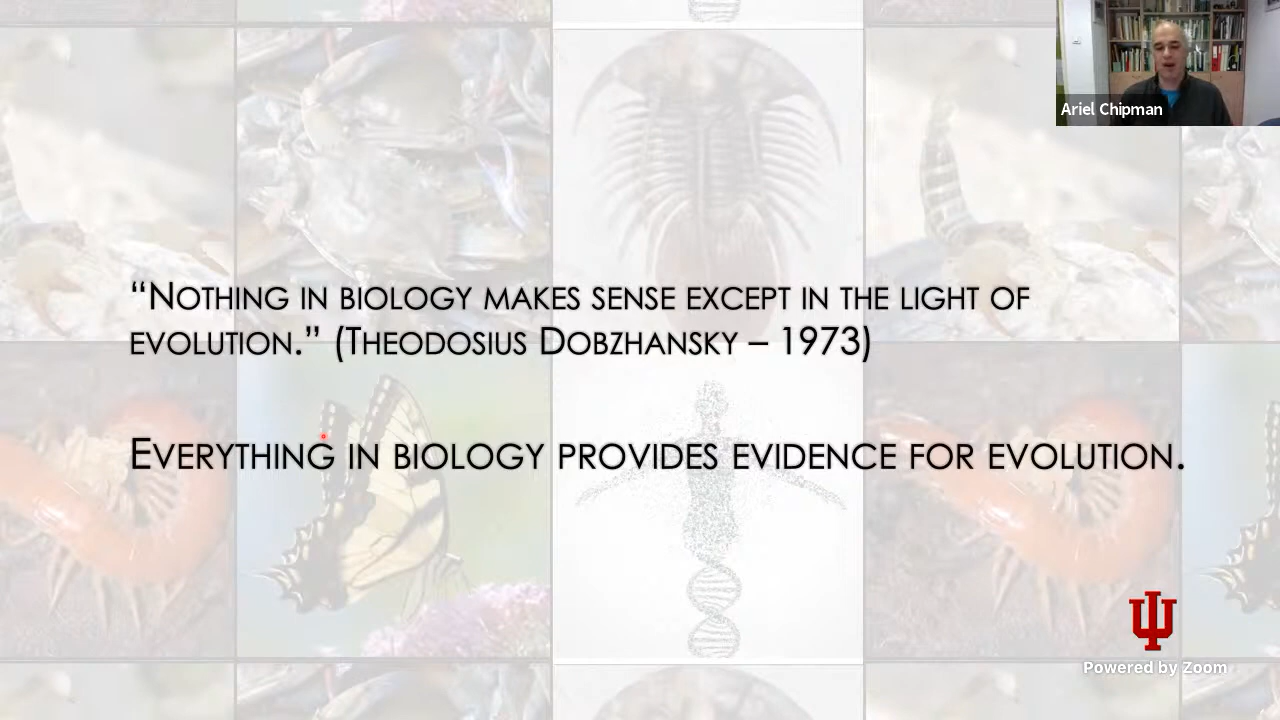 Ariel Chipman
“Nothing in biology makes sense except in the light of
evolution.” (Theodosius Dobzhansky – 1973)
Everything in biology provides evidence for evolution.
Powered by Zoom